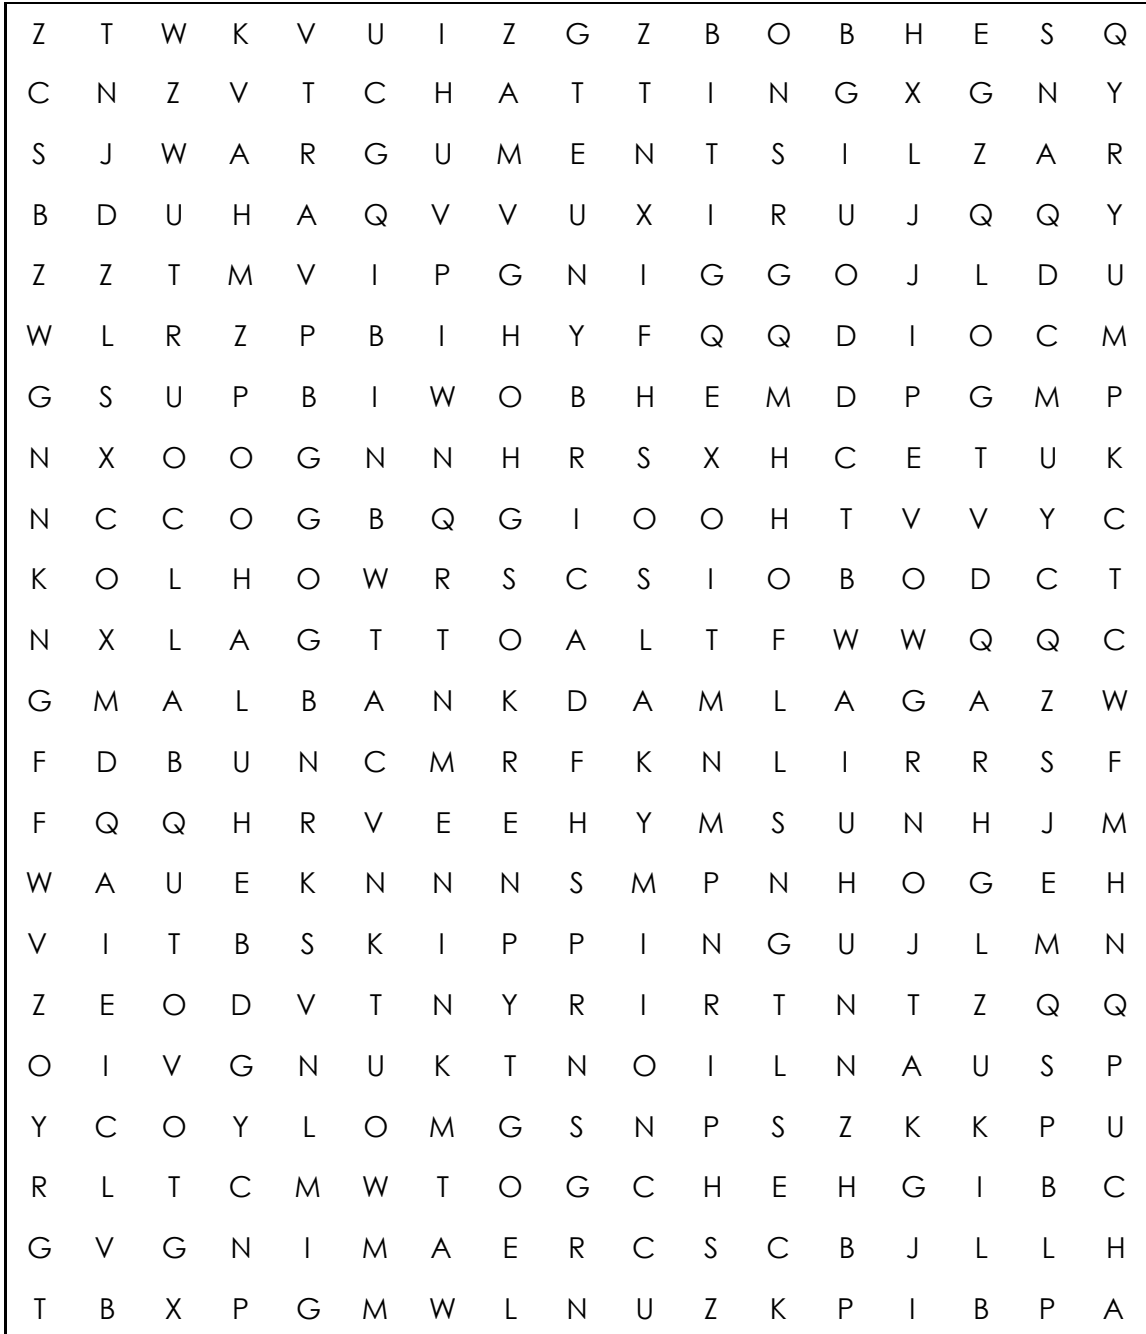 Z T W K V U I Z G Z B O B H E S Q
C N Z V T C H A T T I N G X G N Y
S J W A R G U M E N T S I L Z A R
B D U H A Q V V U X I R U J Q Q Y
Z Z T M V I P G N I G G O J L D U
W L R Z P B I H Y F Q Q D I O C M
G S U P B I W O B H E M D P G M P
N X O O G N N H R S X H C E T U K
N C C O G B Q G I O O H T V V Y C
K O L H O W R S C S I O B O D C T
N X L A G T T O A L T F W W Q Q C
G M A L B A N K D A M L A G A Z W
F D B U N C M R F K N L I R R S F
F Q Q H R V E E H Y M S U N H J M
W A U E K N N N S M P N H O G E H
V I T B S K I P P I N G U J L M N
Z E O D V T N Y R I R T N T Z Q Q
O I V G N U K T N O I L N A U S P
Y C O Y L O M G S N P S Z K K P U
R L T C M W T O G C H E H G I B C
G V G N I M A E R C S C B J L L H
T B X P G M W L N U Z K P I B P A